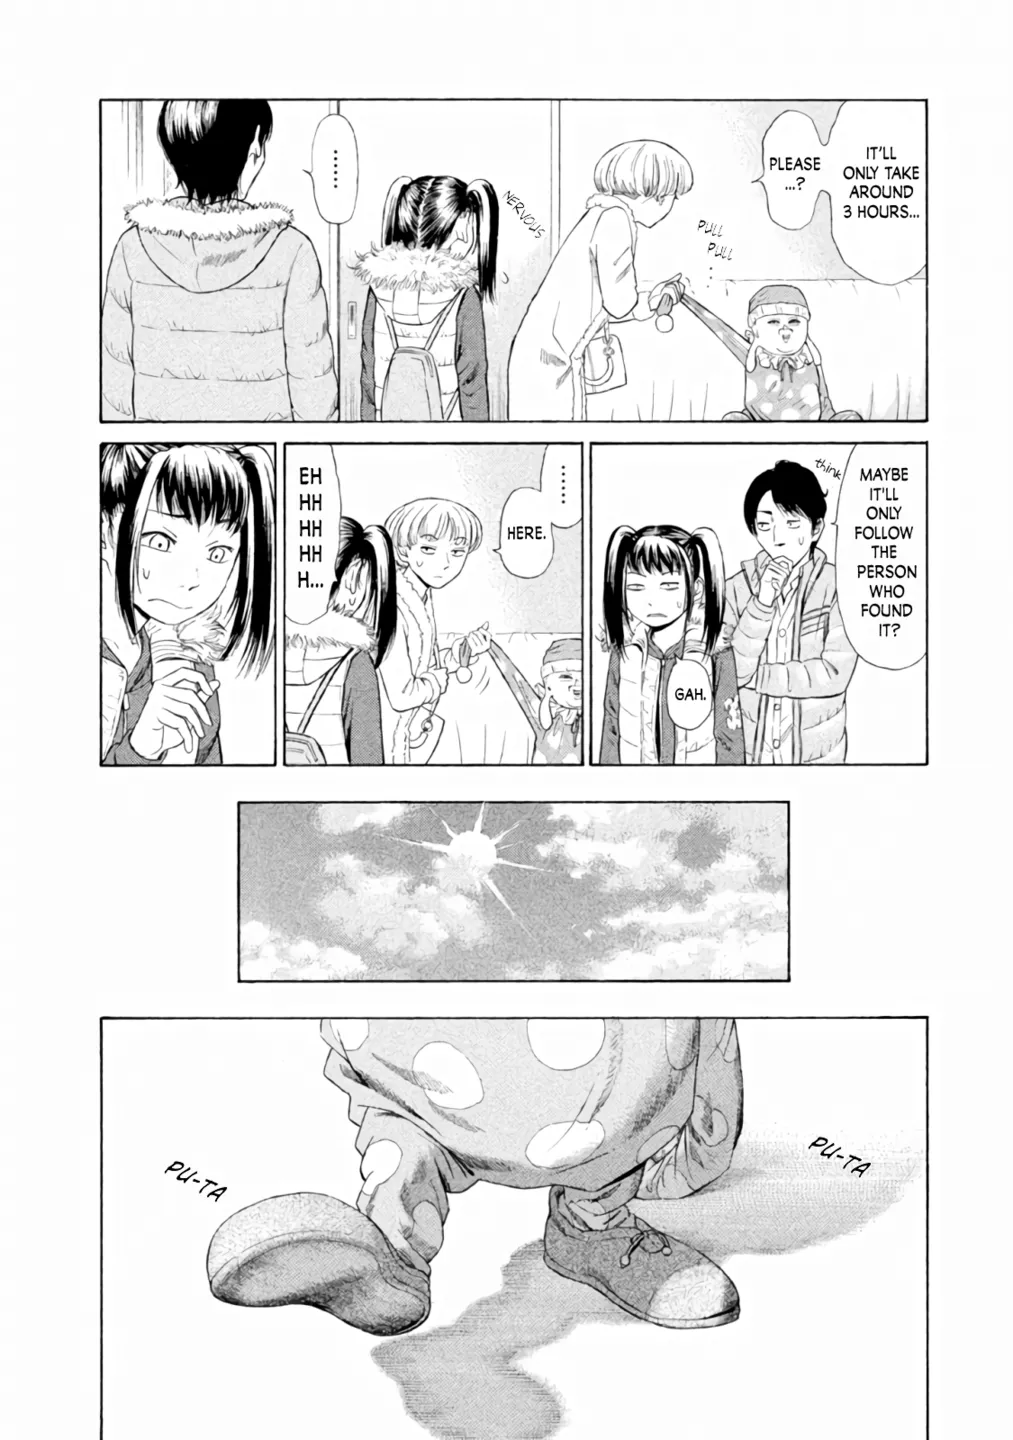 IT'LL
ONLY TAKE
AROUND
3 HOURS...
PLEASE
...?
PULL
PULL
...
NERVOUS
......
MAYBE
IT'LL
ONLY
FOLLOW
THE
PERSON
WHO
FOUND
IT?
think
GAH.
......
HERE.
EH
HH
HH
HH
H...
PU-TA
PU-TA